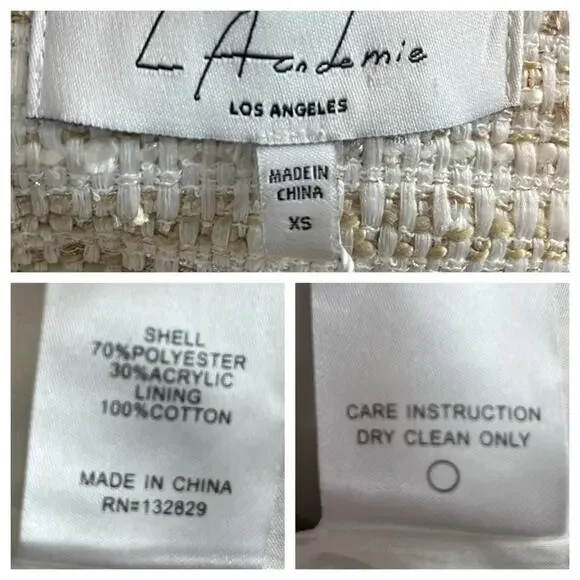 L'Academie
LOS ANGELES
MADE IN
CHINA
XS
SHELL
70%POLYESTER
30%ACRYLIC
LINING
100%COTTON
MADE IN CHINA
RN=132829
CARE INSTRUCTION
DRY CLEAN ONLY